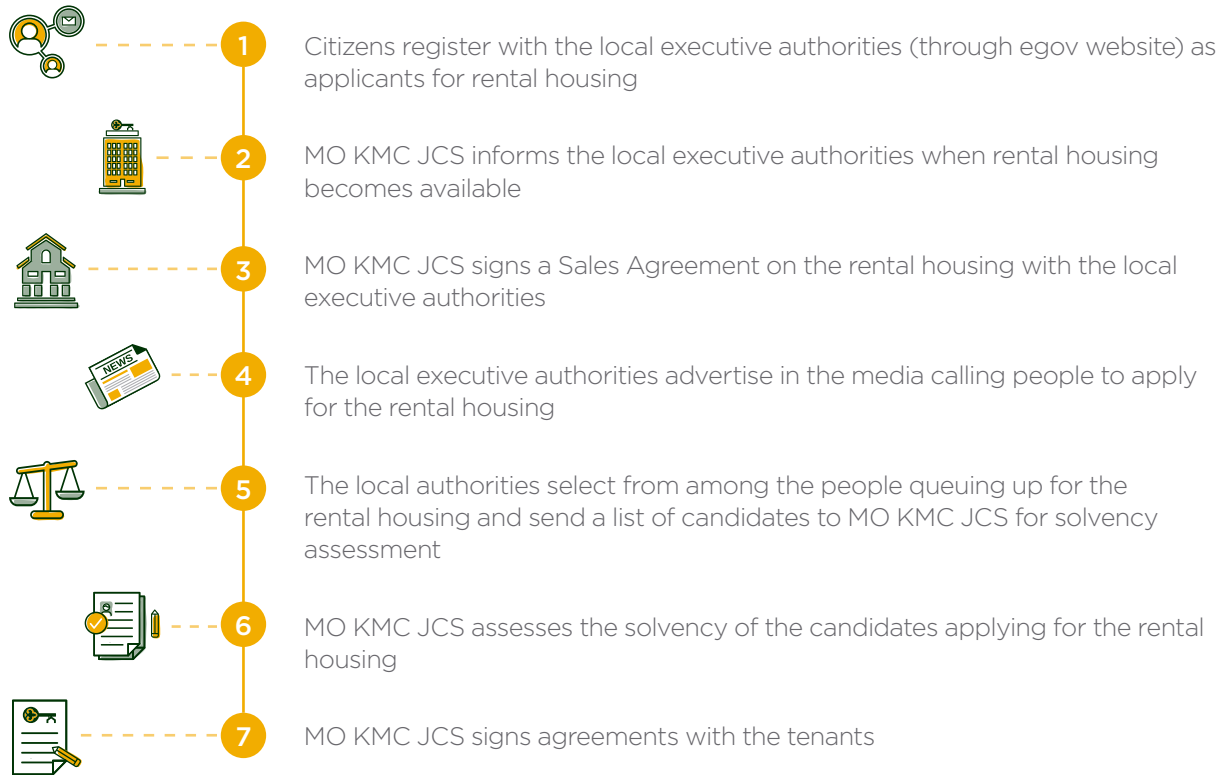 1
Citizens register with the local executive authorities (through egov website) as
applicants for rental housing
2
MO KMC JCS informs the local executive authorities when rental housing
becomes available
3
MO KMC JCS signs a Sales Agreement on the rental housing with the local
executive authorities
NEWS
4
The local executive authorities advertise in the media calling people to apply
for the rental housing
5
The local authorities select from among the people queuing up for the
rental housing and send a list of candidates to MO KMC JCS for solvency
assessment
6
MO KMC JCS assesses the solvency of the candidates applying for the rental
housing
7
MO KMC JCS signs agreements with the tenants